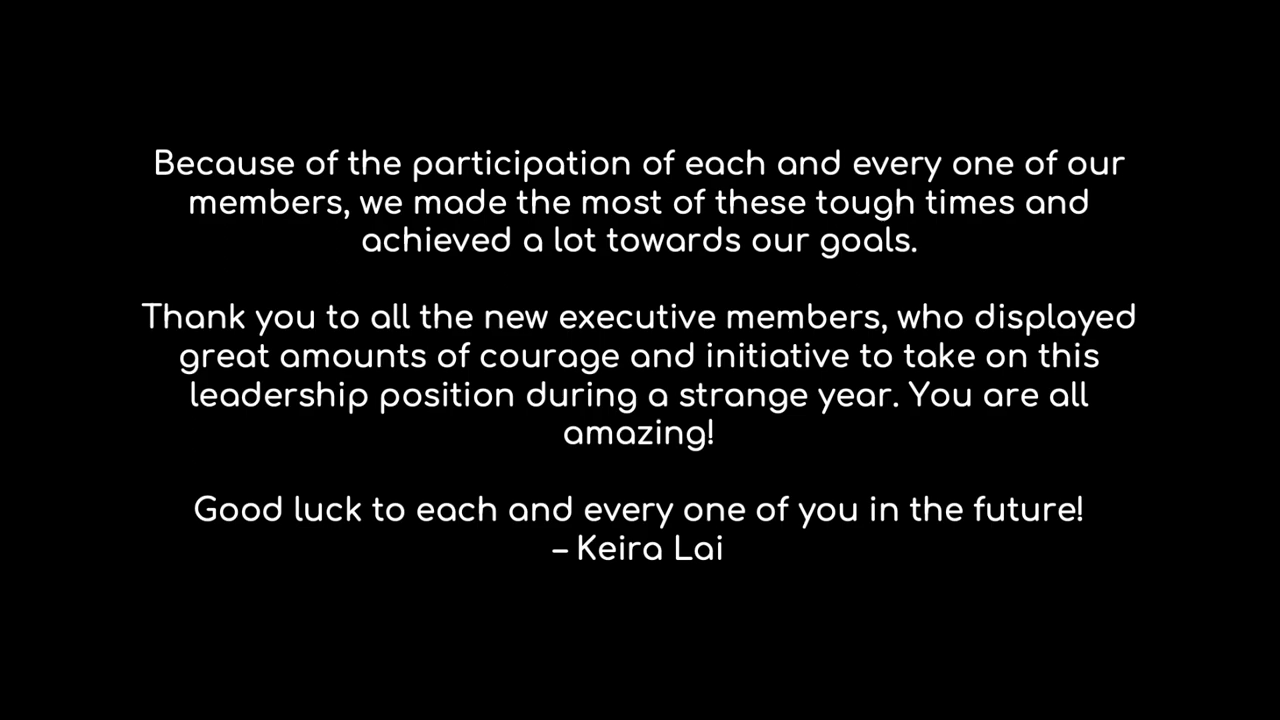 Because of the participation of each and every one of our
members, we made the most of these tough times and
achieved a lot towards our goals.
Thank you to all the new executive members, who displayed
great amounts of courage and initiative to take on this
leadership position during a strange year. You are all
amazing!
Good luck to each and every one of you in the future!
– Keira Lai